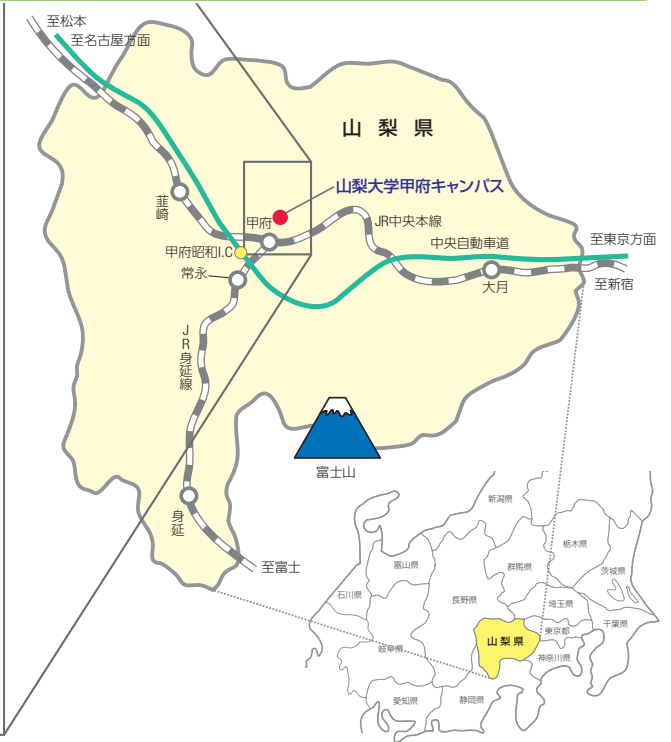 至松本
至名古屋方面
山梨県
山梨大学甲府キャンパス
韮崎
甲府
JR中央本線
中央自動車道
至東京方面
甲府昭和I.C
常永
大月
至新宿
JR身延線
富士山
身延
至富士
新潟県
栃木県
富山県
群馬県
茨城県
石川県
長野県
埼玉県
千葉県
東京都
山梨県
岐阜県
神奈川県
愛知県
静岡県